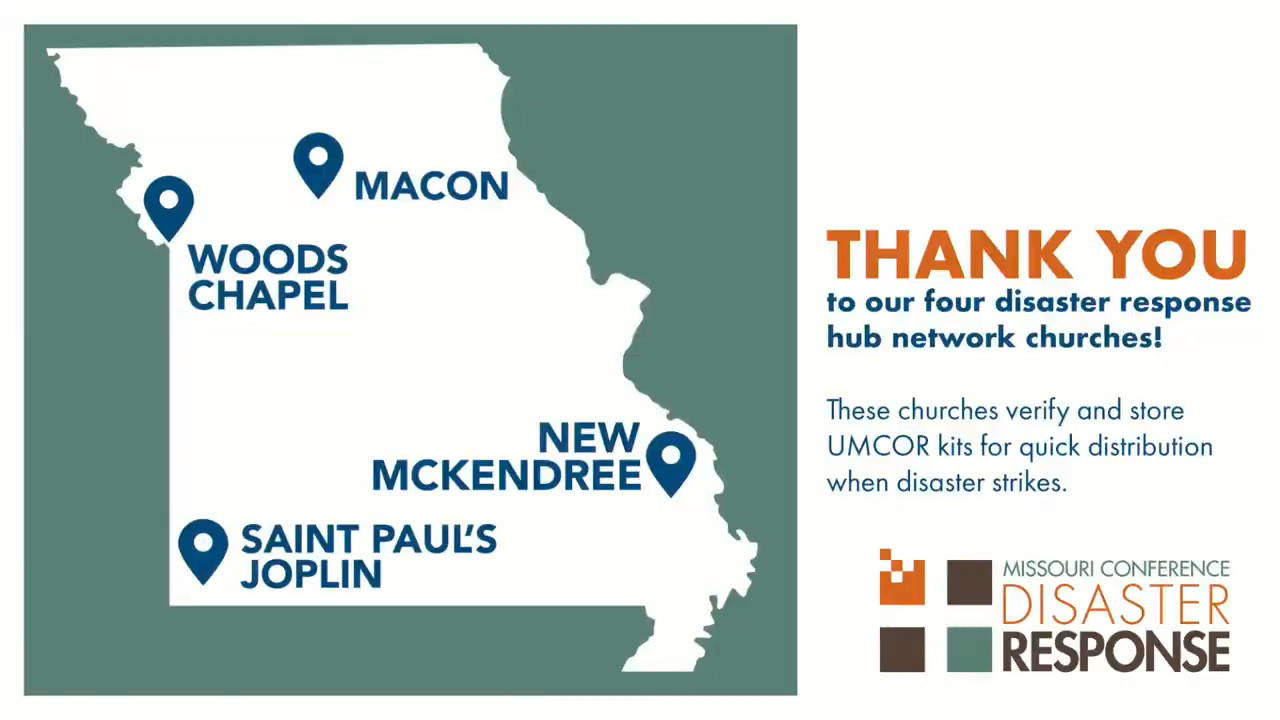 MACON
WOODS
CHAPEL
NEW
MCKENDREE
SAINT PAUL'S
JOPLIN
THANK YOU
to our four disaster response
hub network churches!
These churches verify and store
UMCOR kits for quick distribution
when disaster strikes.
MISSOURI CONFERENCE
DISASTER
RESPONSE